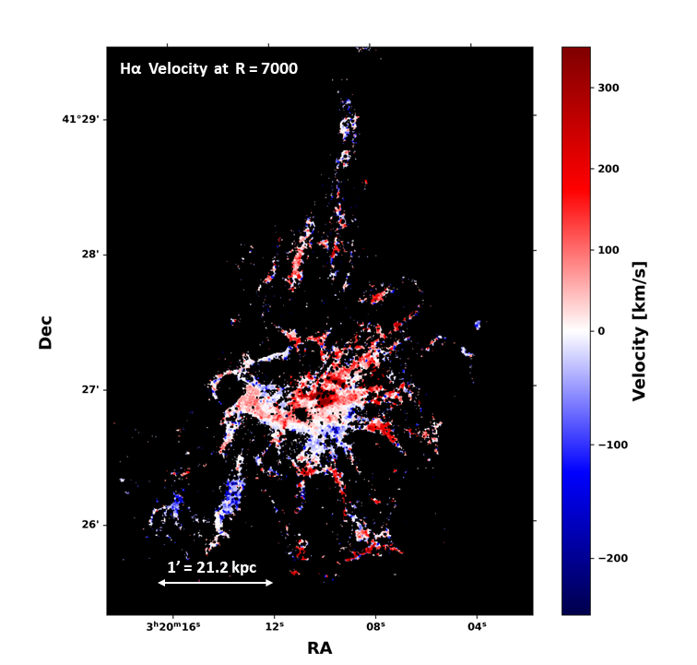 Hα Velocity at R = 7000
41°29'
28'
27'
26'
Dec
1’ = 21.2 kpc
3ʰ20ᵐ16ˢ
12ˢ
08ˢ
04ˢ
RA
300
200
100
0
−100
−200
Velocity [km/s]